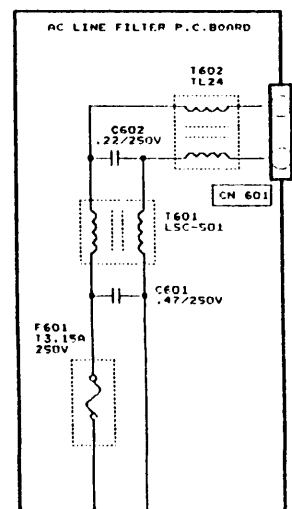 AC LINE FILTER P.C.BOARD
T602
TL24
C602
.22/250V
CN 601
T601
LSC-501
C601
.47/250V
F601
T3.15A
250V